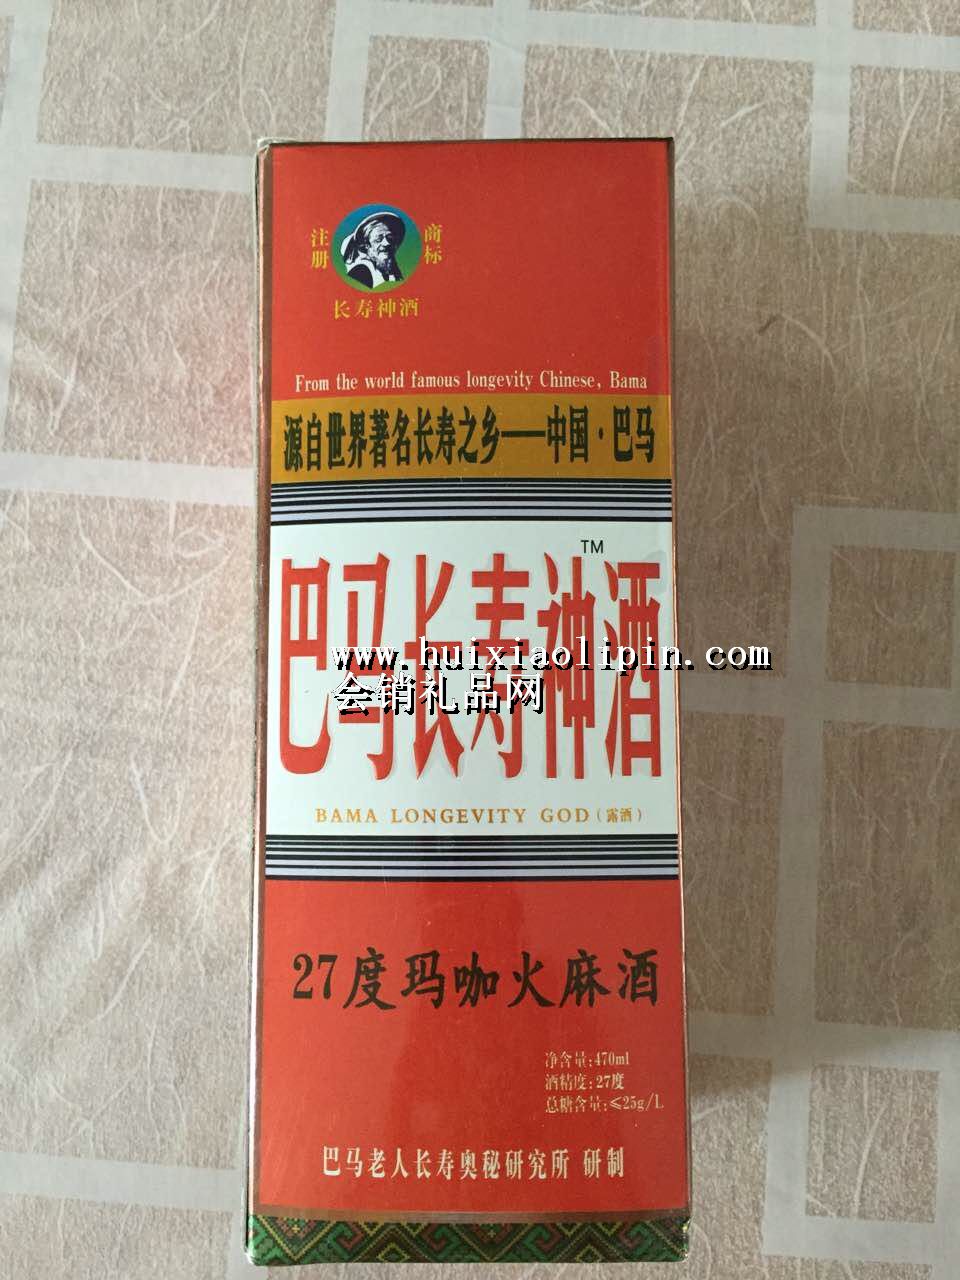 注册
商标
长寿神酒
From the world famous longevity Chinese, Bama
源自世界著名长寿之乡——中国·巴马
TM
巴马长寿神酒
www.huixiaolipin.com
会销礼品网
BAMA LONGEVITY GOD(露酒)
27度玛咖火麻酒
净含量:470ml
酒精度:27度
总糖含量:≤25g/L
巴马老人长寿奥秘研究所 研制